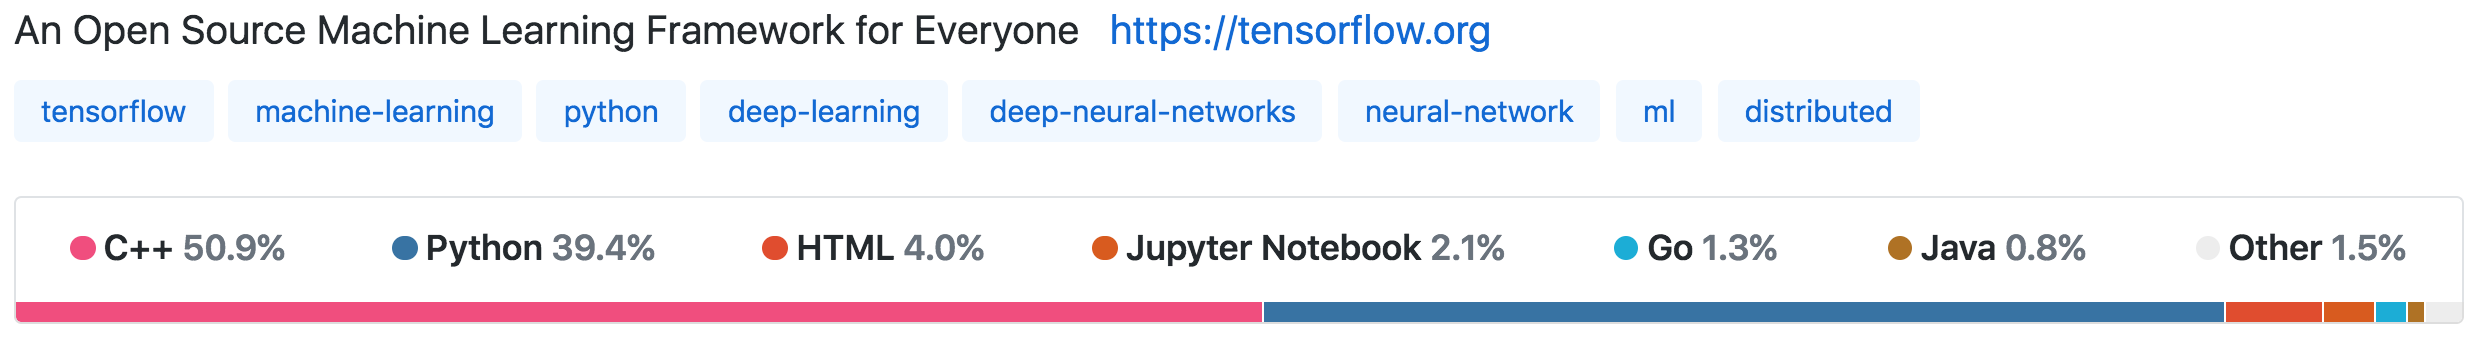 An Open Source Machine Learning Framework for Everyone https://tensorflow.org
tensorflow machine-learning python deep-learning deep-neural-networks neural-network ml distributed
C++ 50.9% Python 39.4% HTML 4.0% Jupyter Notebook 2.1% Go 1.3% Java 0.8% Other 1.5%